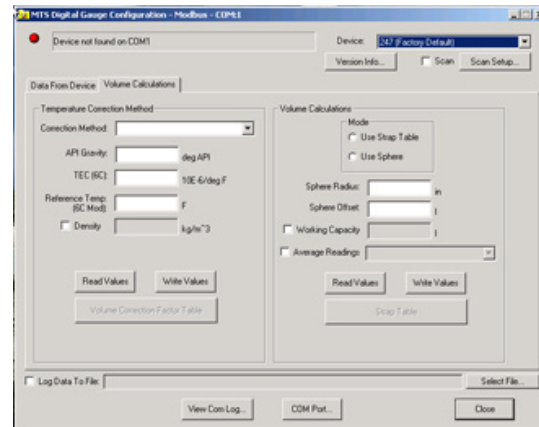 MTS Digital Gauge Configuration - Modbus - COM:1
Device not found on COM1
Device: 247 (Factory Default)
Version Info... Scan Scan Setup...
Data From Device Volume Calculations
Temperature Correction Method
Correction Method:
API Gravity: deg API
TEC (6C): 10E-6/deg F
Reference Temp:
(6C Mod) F
Density kg/m^3
Read Values Write Values
Volume Correction Factor Table
Volume Calculations
Mode
Use Strap Table
Use Sphere
Sphere Radius: in
Sphere Offset:
Working Capacity
Average Readings
Read Values Write Values
Strap Table
Log Data To File: Select File...
View Com Log... COM Port... Close